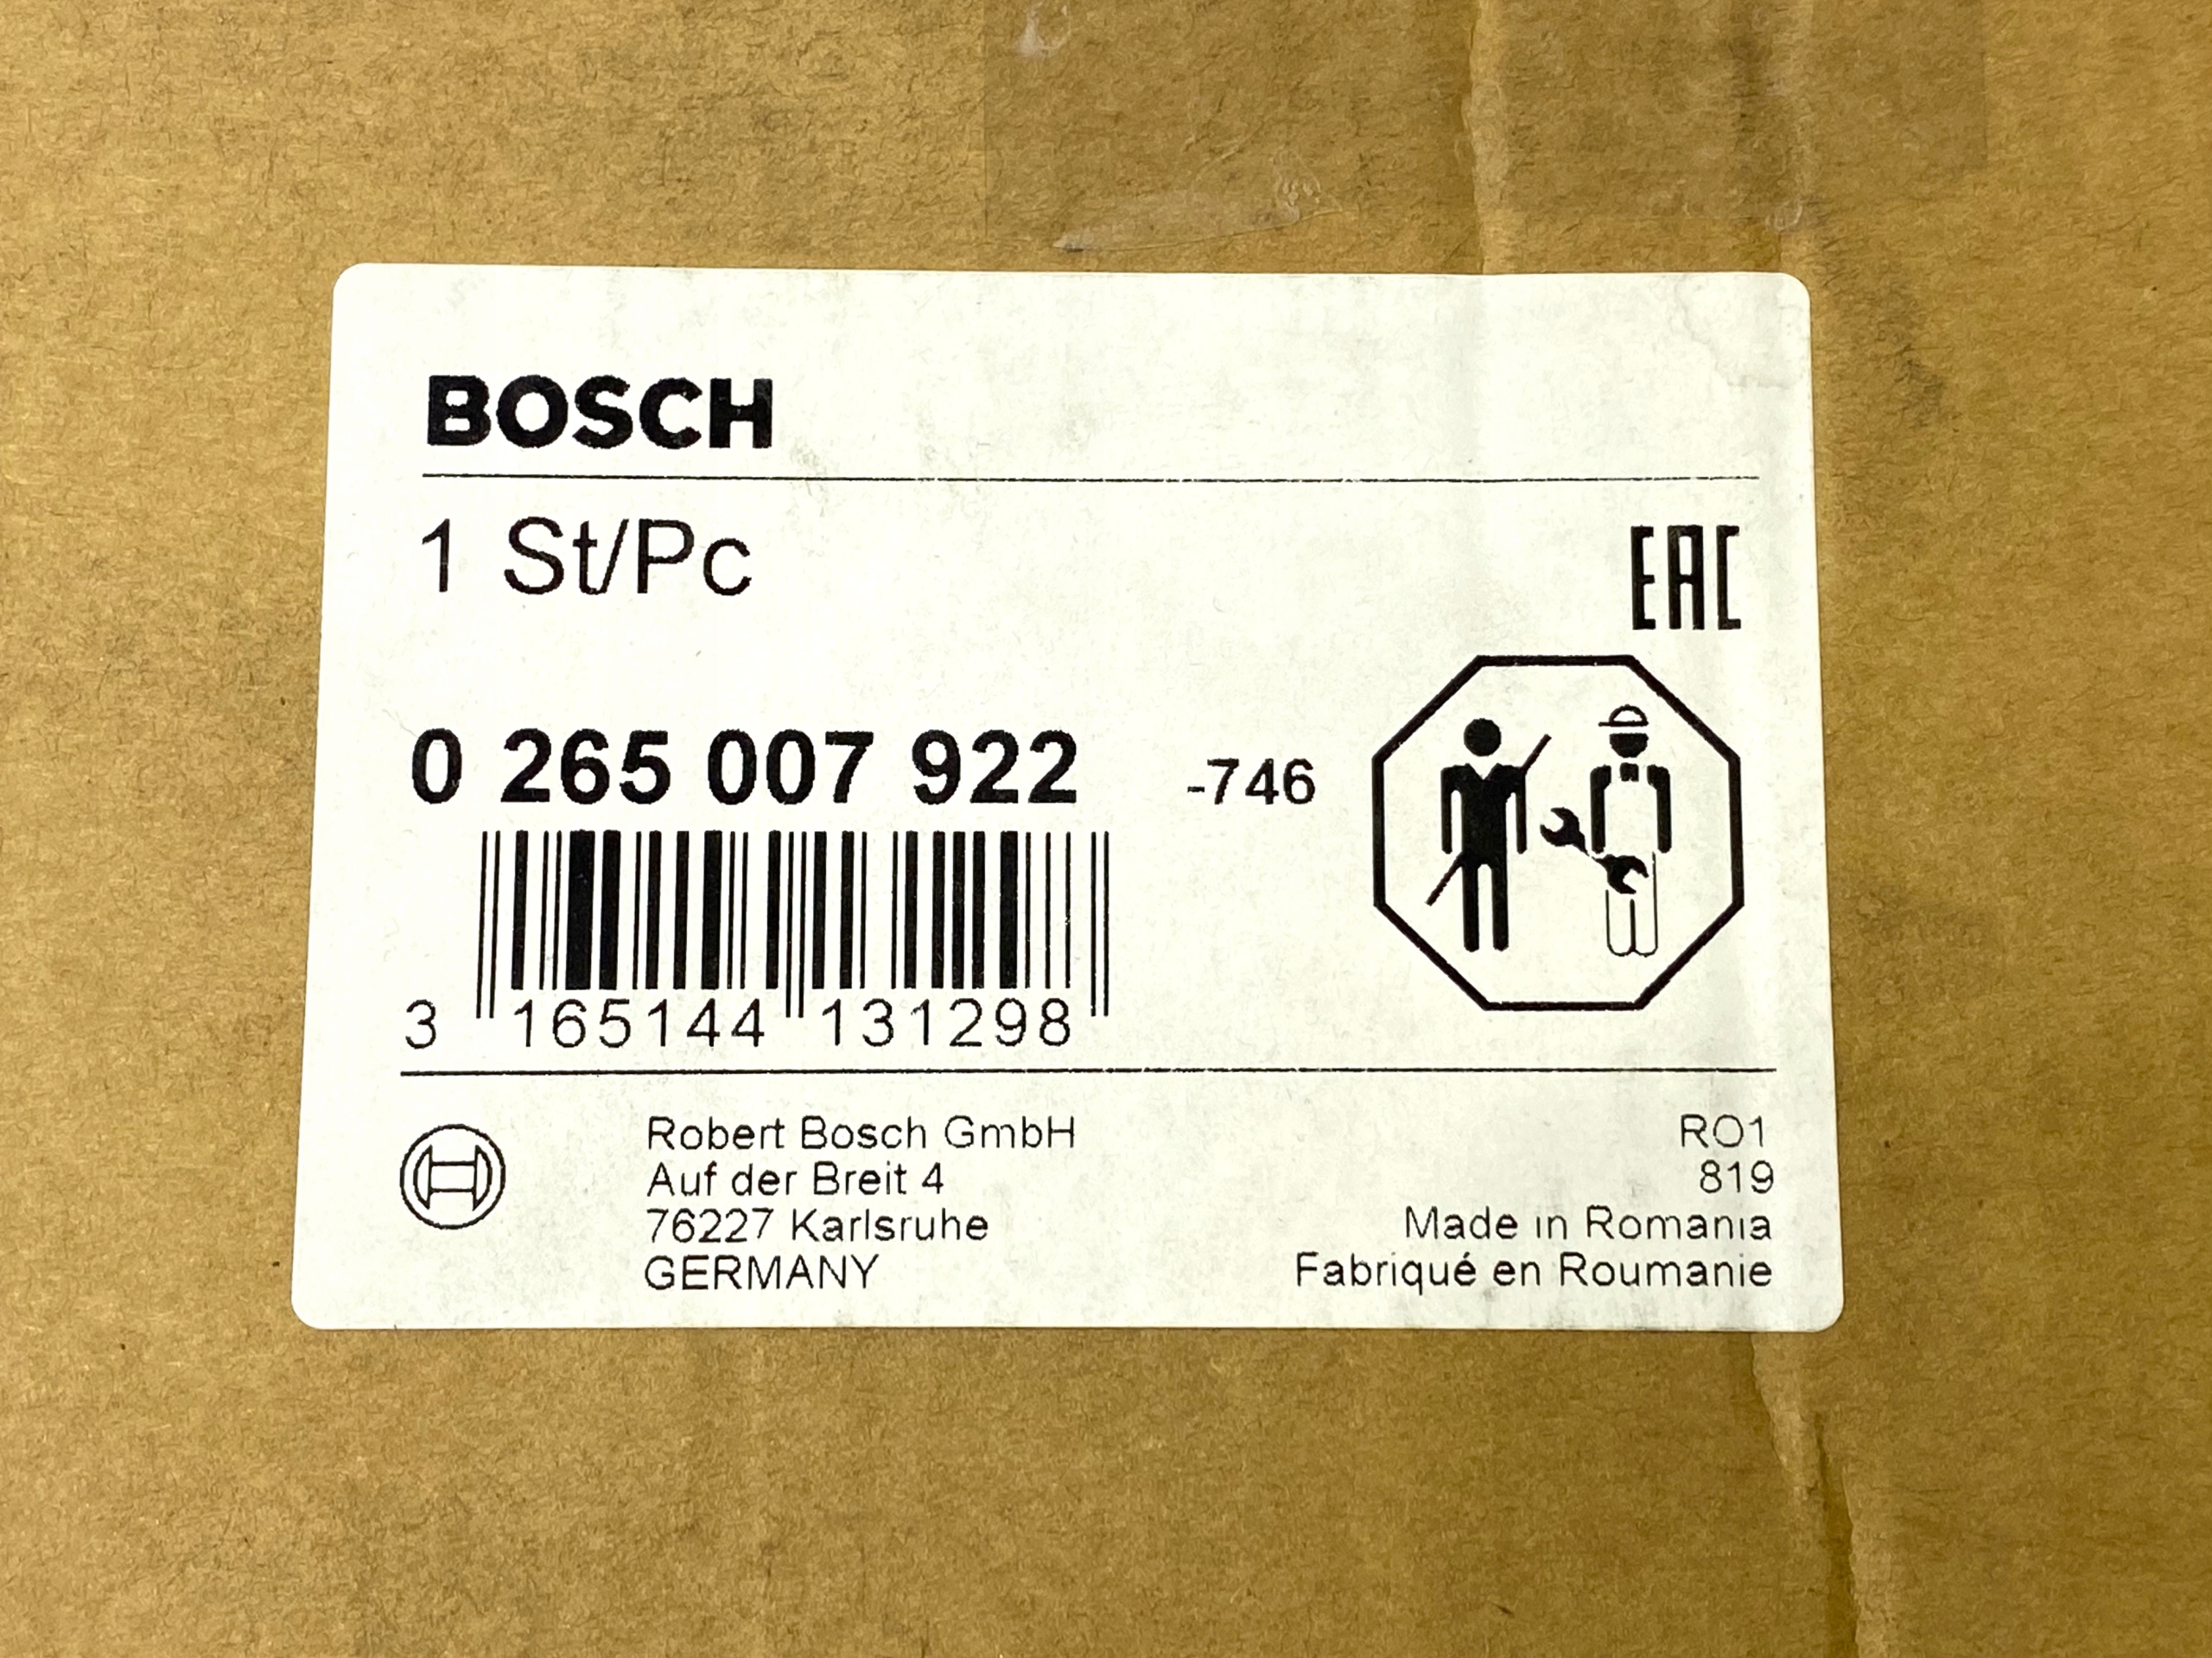 BOSCH
1 St/Pc
EAC
0 265 007 922 -746
3 165144 131298
Robert Bosch GmbH
Auf der Breit 4
76227 Karlsruhe
GERMANY
RO1
819
Made in Romania
Fabriqué en Roumanie